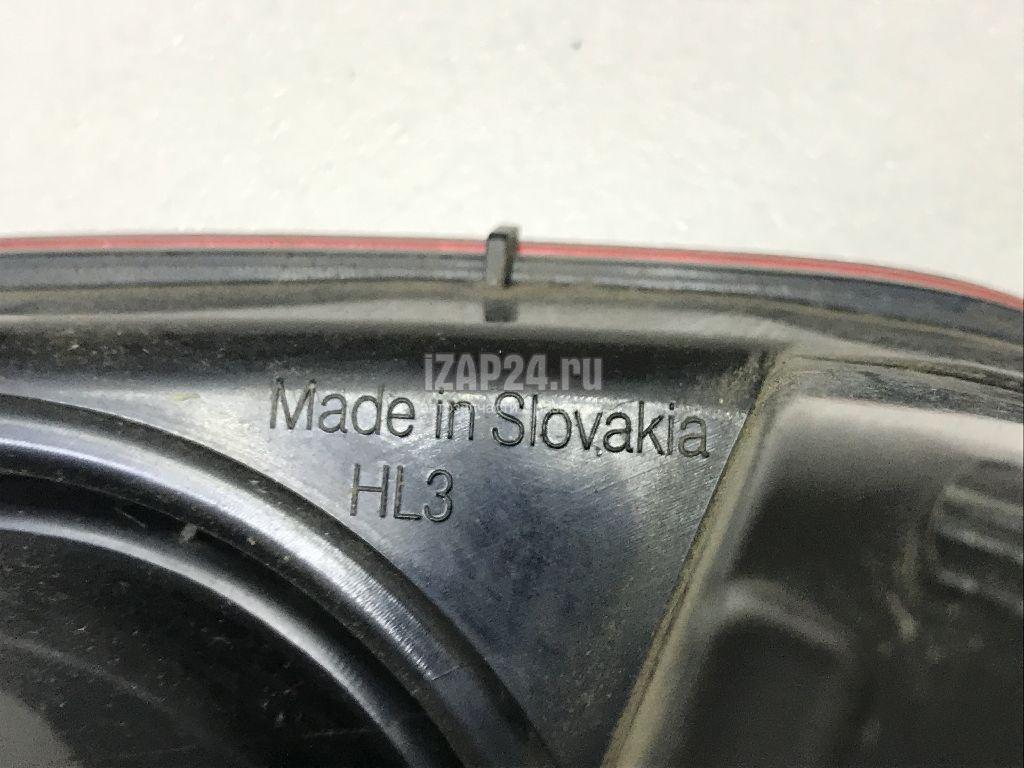 iZAP24.ru
Made in Slovakia
HL3